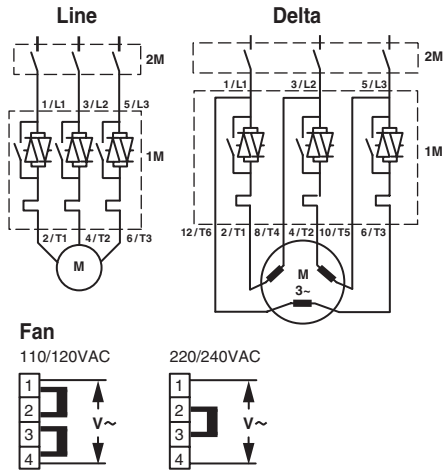 Line
Delta
2M
2M
1/L1 3/L2 5/L3
1/L1 3/L2 5/L3
1M
1M
2/T1 4/T2 6/T3
12/T6 2/T1 8/T4 4/T2 10/T5 6/T3
M
M
3~
Fan
110/120VAC
220/240VAC
1
2
3
4
V~
1
2
3
4
V~